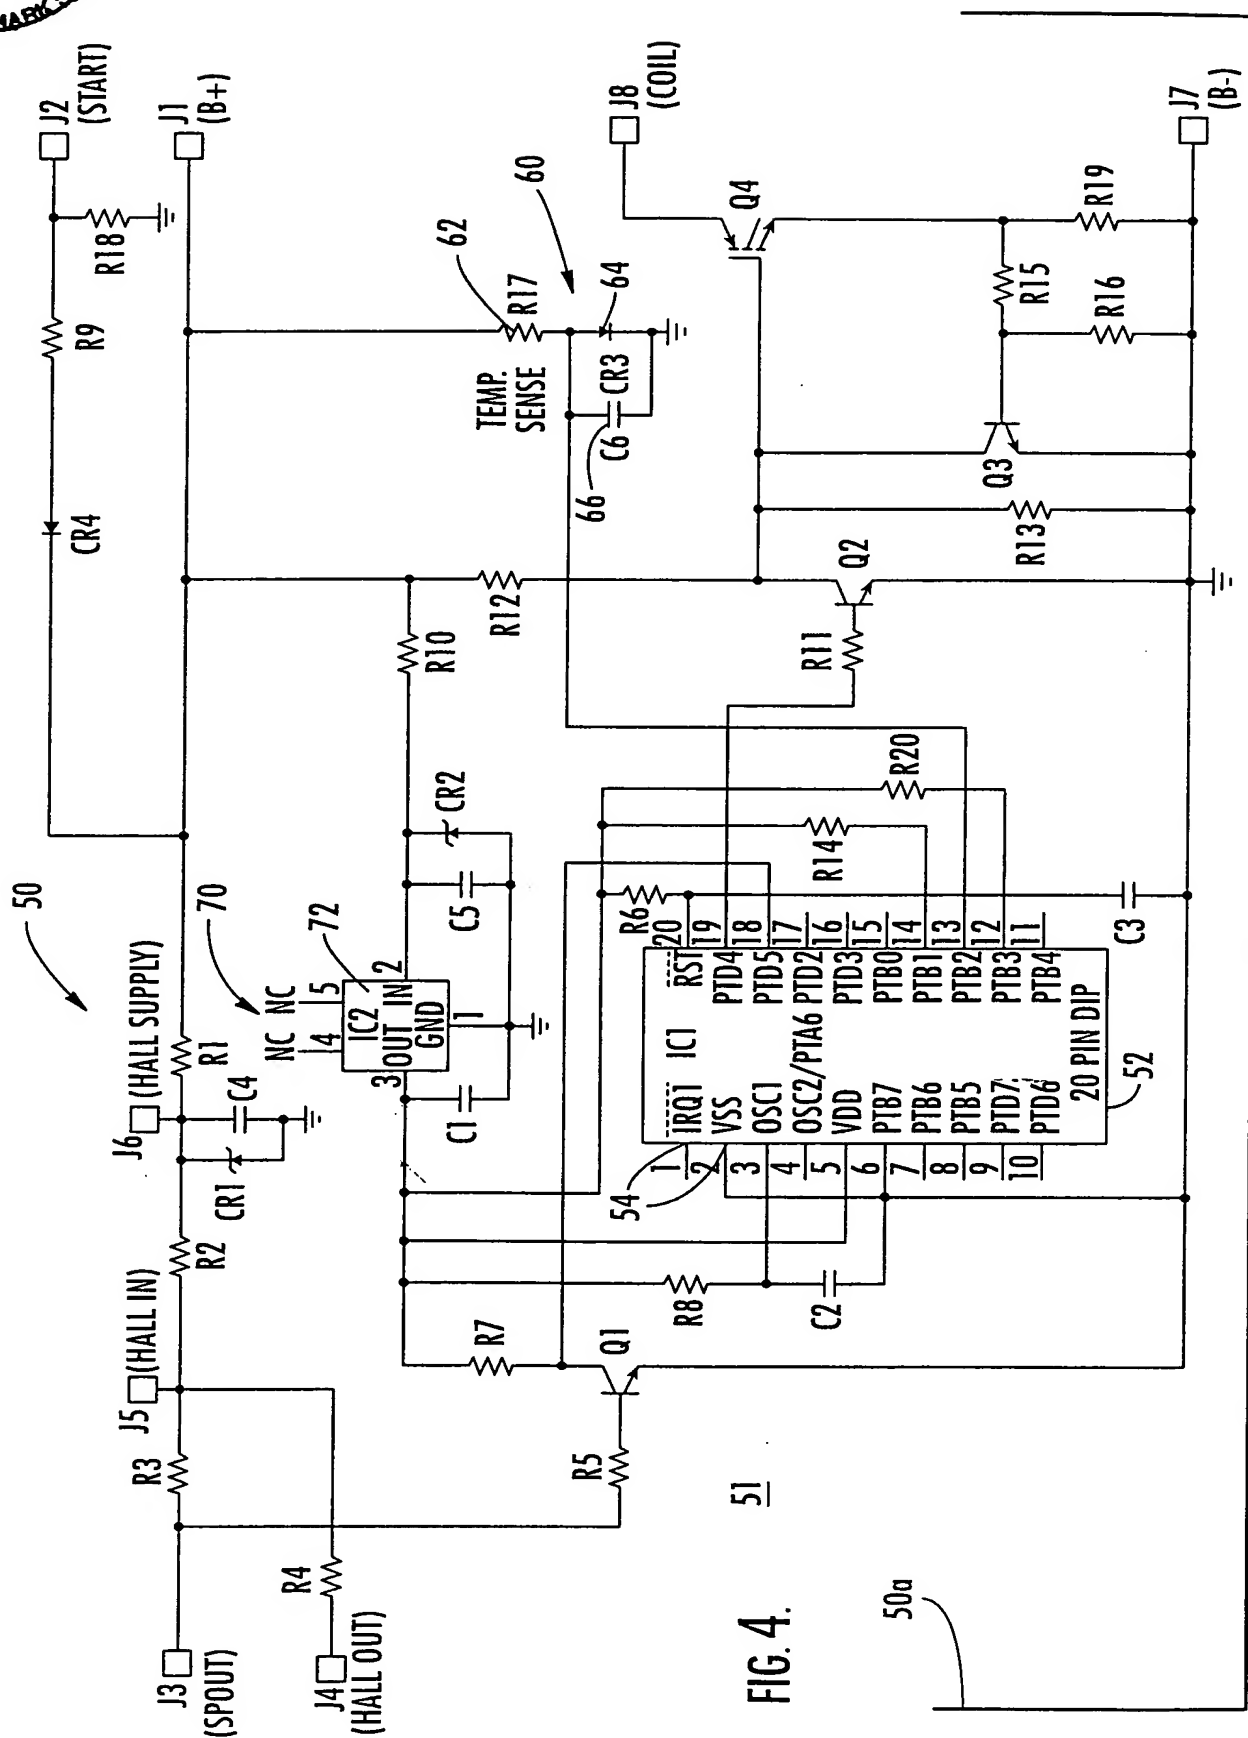 MARK
50
J2
(START)
J1
(B+)
R18
R9
CR4
J6
(HALL SUPPLY)
R1
C4
CR1
R2
J5
(HALL IN)
R3
J3
(SPOUT)
R4
J4
(HALL OUT)
70
NC
NC
4
5
72
IC2
3
OUT
IN
2
GND
1
C1
C5
CR2
R10
R12
62
R17
60
TEMP.
SENSE
64
CR3
C6
66
J8
(COIL)
Q4
R15
R19
R16
Q3
R13
Q2
R11
J7
(B-)
R7
Q1
R5
R8
C2
54
R6
R14
R20
C3
IC1
1
IRQ1
RST
20
2
VSS
PTD4
19
3
OSC1
PTD5
18
4
OSC2/PTA6
PTD2
17
5
VDD
PTD3
16
6
PTB7
PTB0
15
7
PTB6
PTB1
14
8
PTB5
PTB2
13
9
PTD7
PTB3
12
10
PTD6
PTB4
11
20 PIN DIP
52
51
50a
FIG. 4.